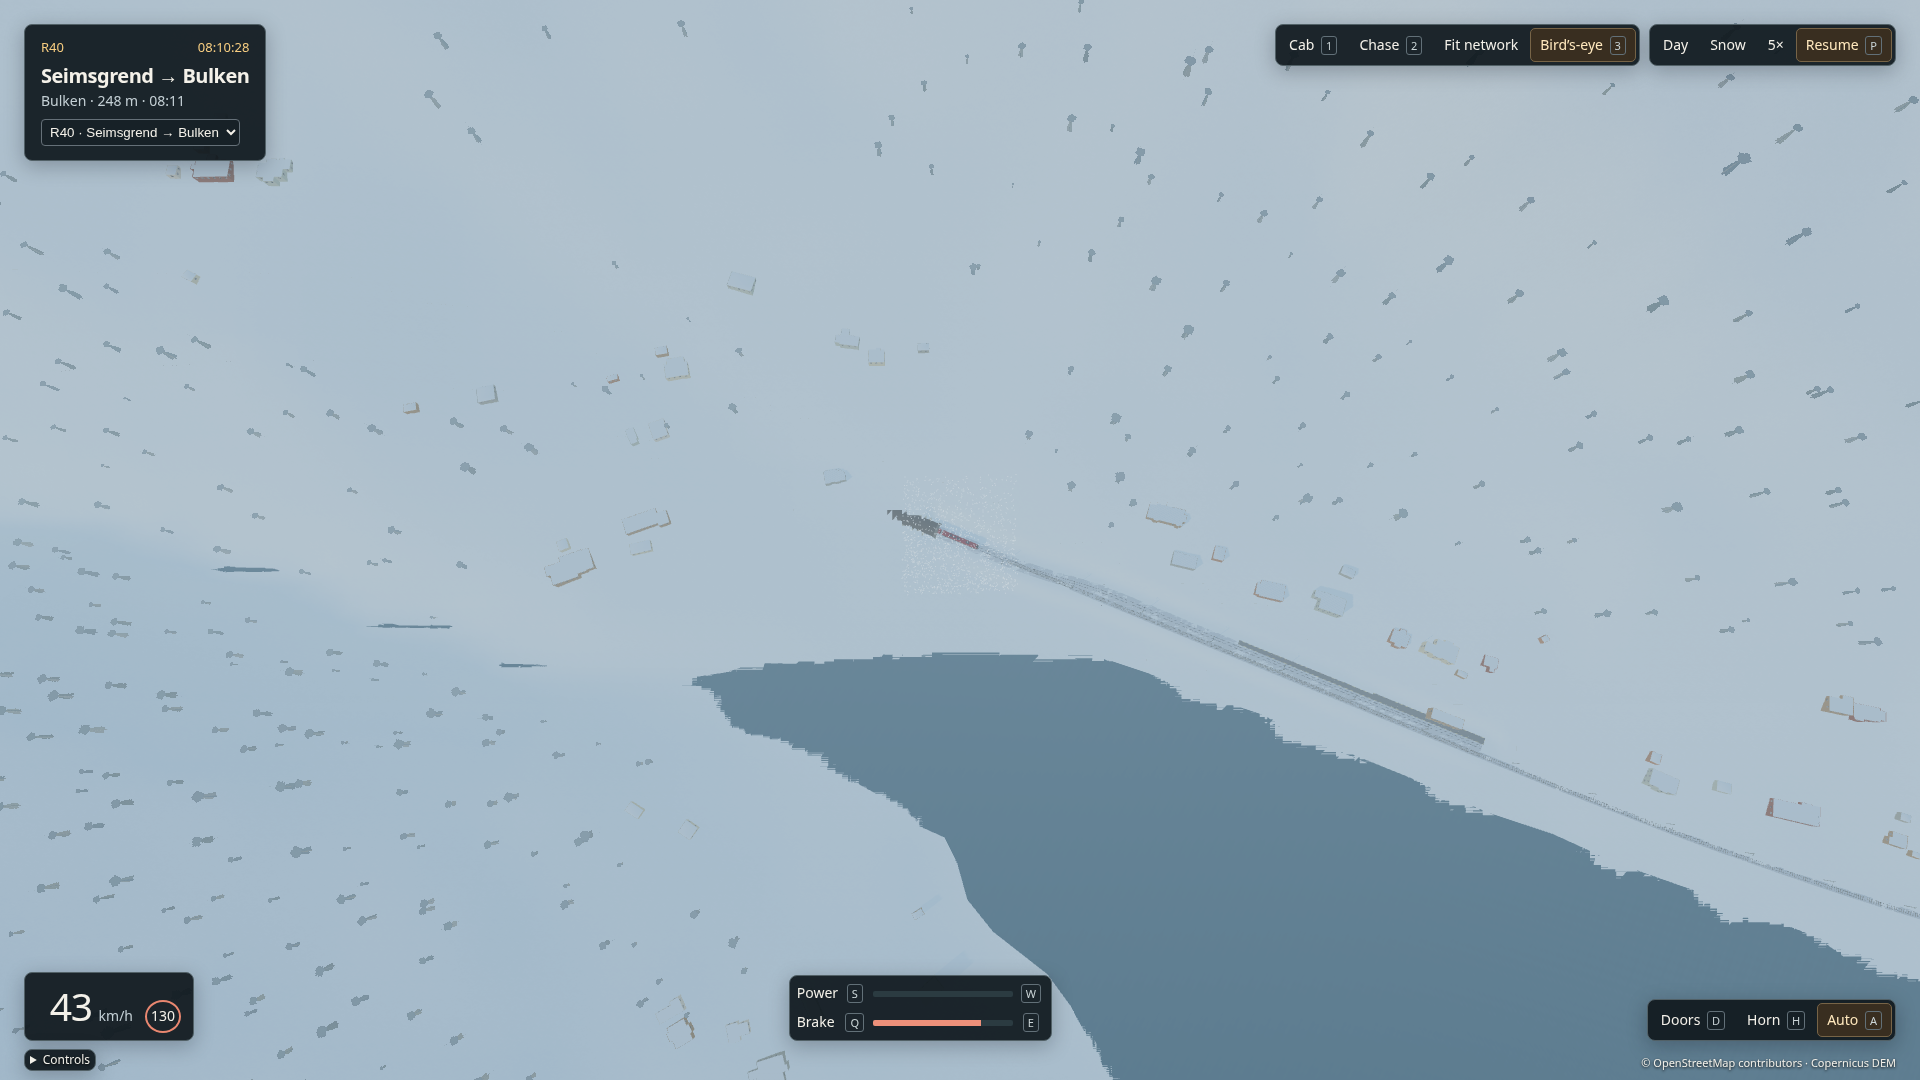 R40 08:10:28
Seimsgrend → Bulken
Bulken · 248 m · 08:11
R40 · Seimsgrend → Bulken
Cab 1 Chase 2 Fit network Bird’s-eye 3
Day Snow 5× Resume P
43 km/h 130
Controls
Power S W
Brake Q E
Doors D Horn H Auto A
© OpenStreetMap contributors · Copernicus DEM